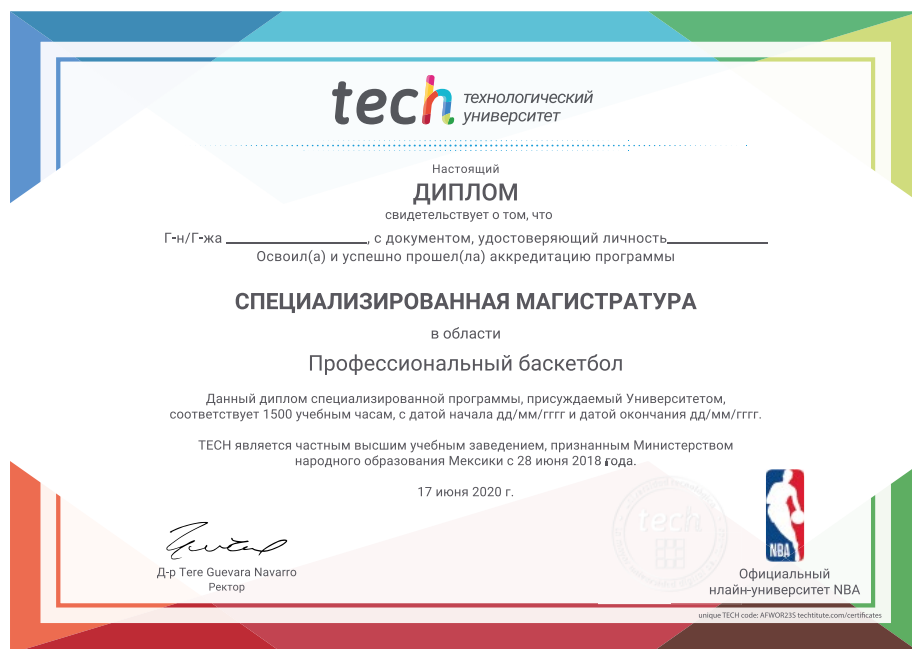 tech технологический
университет
Настоящий
ДИПЛОМ
свидетельствует о том, что
Г-н/Г-жа , с документом, удостоверяющий личность
Освоил(а) и успешно прошел(ла) аккредитацию программы
СПЕЦИАЛИЗИРОВАННАЯ МАГИСТРАТУРА
в области
Профессиональный баскетбол
Данный диплом специализированной программы, присуждаемый Университетом,
соответствует 1500 учебным часам, с датой начала дд/мм/гггг и датой окончания дд/мм/гггг.
TECH является частным высшим учебным заведением, признанным Министерством
народного образования Мексики с 28 июня 2018 года.
17 июня 2020 г.
tech
NBA
Д-р Tere Guevara Navarro
Ректор
Официальный
нлайн-университет NBA
unique TECH code: AFWOR23S techtitute.com/certificates